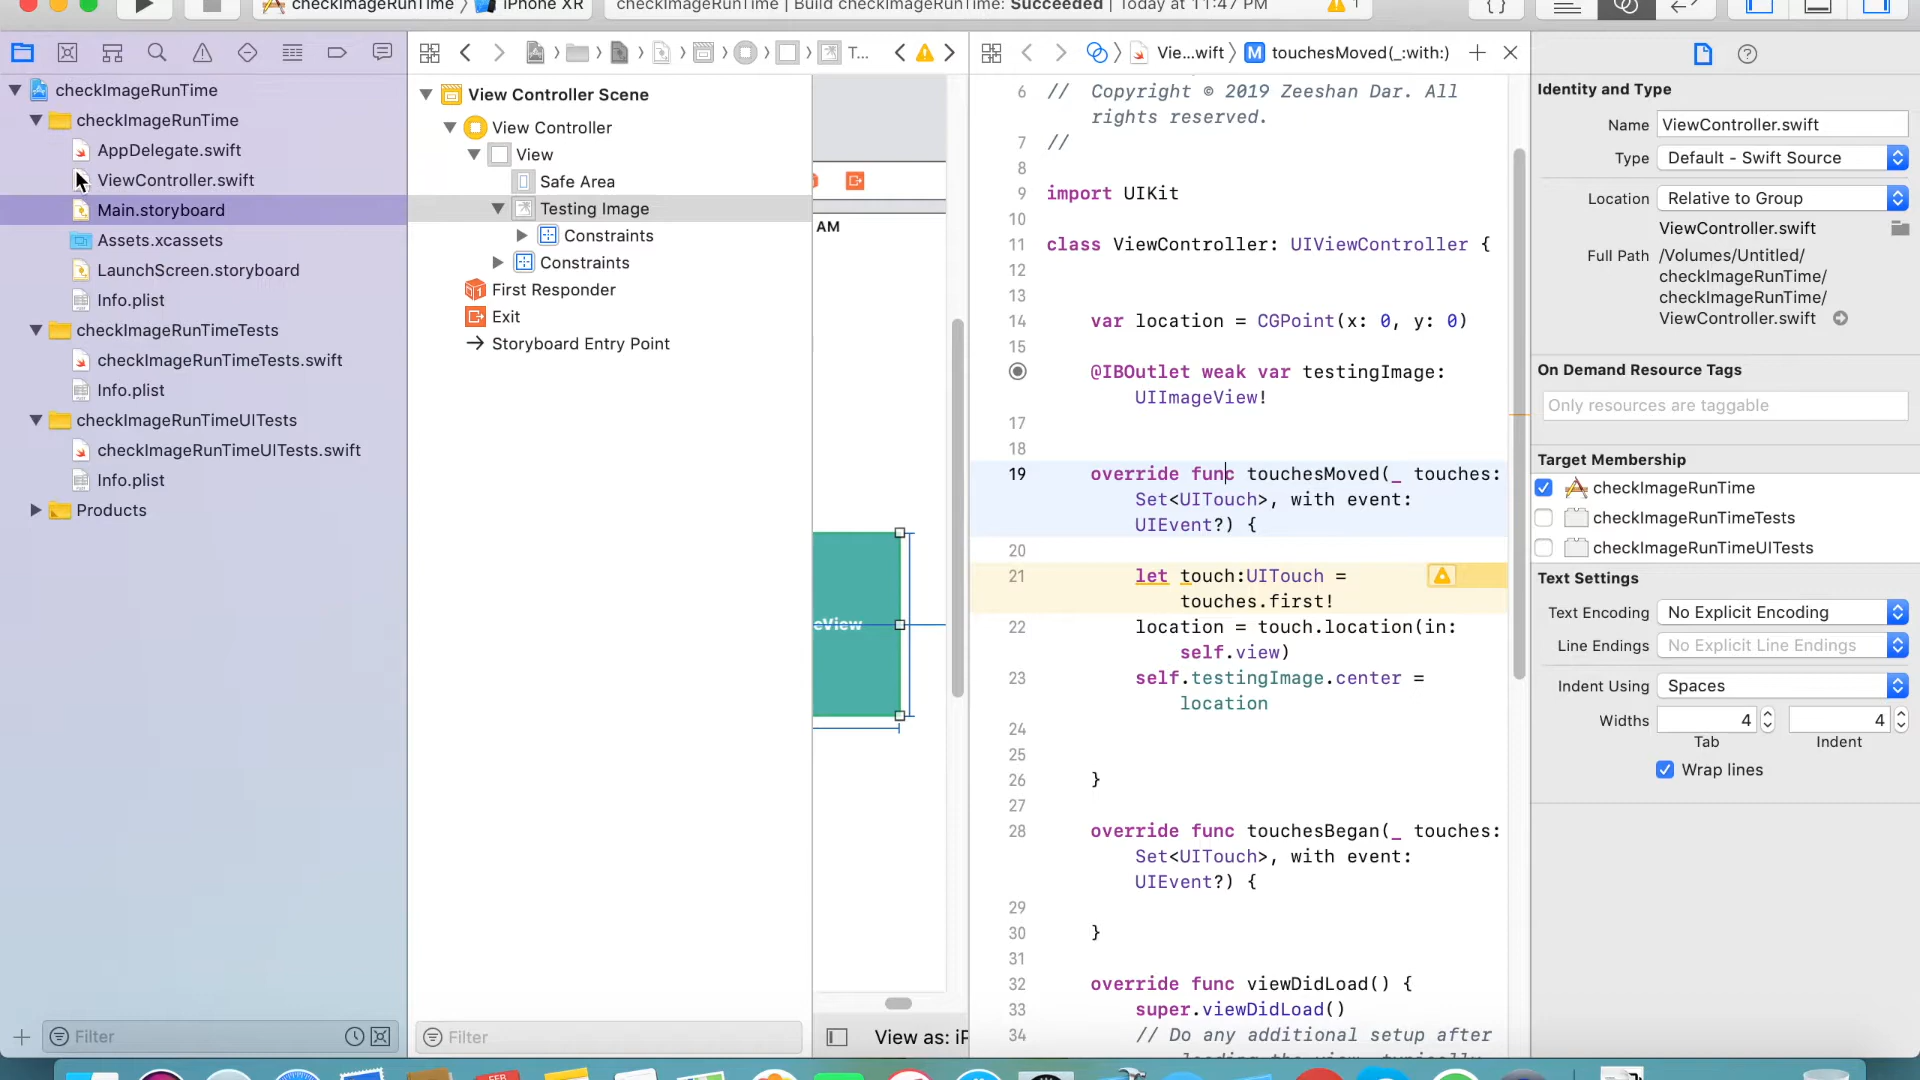 checkImageRunTime
iPhone XR
checkImageRunTime | Build checkImageRunTime: Succeeded | Today at 11:47 PM
1
{ }
T...
Vie...wift
M touchesMoved(_:with:)
checkImageRunTime
checkImageRunTime
AppDelegate.swift
ViewController.swift
Main.storyboard
Assets.xcassets
LaunchScreen.storyboard
Info.plist
checkImageRunTimeTests
checkImageRunTimeTests.swift
Info.plist
checkImageRunTimeUITests
checkImageRunTimeUITests.swift
Info.plist
Products
Filter
View Controller Scene
View Controller
View
Safe Area
Testing Image
Constraints
Constraints
First Responder
Exit
Storyboard Entry Point
Filter
AM
eView
View as: iP
6 // Copyright © 2019 Zeeshan Dar. All
rights reserved.
7 //
8
9 import UIKit
10
11 class ViewController: UIViewController {
12
13
14 var location = CGPoint(x: 0, y: 0)
15
@IBOutlet weak var testingImage:
UIImageView!
17
18
19 override func touchesMoved(_ touches:
Set<UITouch>, with event:
UIEvent?) {
20
21 let touch:UITouch =
touches.first!
22 location = touch.location(in:
self.view)
23 self.testingImage.center =
location
24
25
26 }
27
28 override func touchesBegan(_ touches:
Set<UITouch>, with event:
UIEvent?) {
29
30 }
31
32 override func viewDidLoad() {
33 super.viewDidLoad()
34 // Do any additional setup after
loading the view, typically
Identity and Type
Name ViewController.swift
Type Default - Swift Source
Location Relative to Group
ViewController.swift
Full Path /Volumes/Untitled/
checkImageRunTime/
checkImageRunTime/
ViewController.swift
On Demand Resource Tags
Only resources are taggable
Target Membership
checkImageRunTime
checkImageRunTimeTests
checkImageRunTimeUITests
Text Settings
Text Encoding No Explicit Encoding
Line Endings No Explicit Line Endings
Indent Using Spaces
Widths 4 4
Tab Indent
Wrap lines
FEB